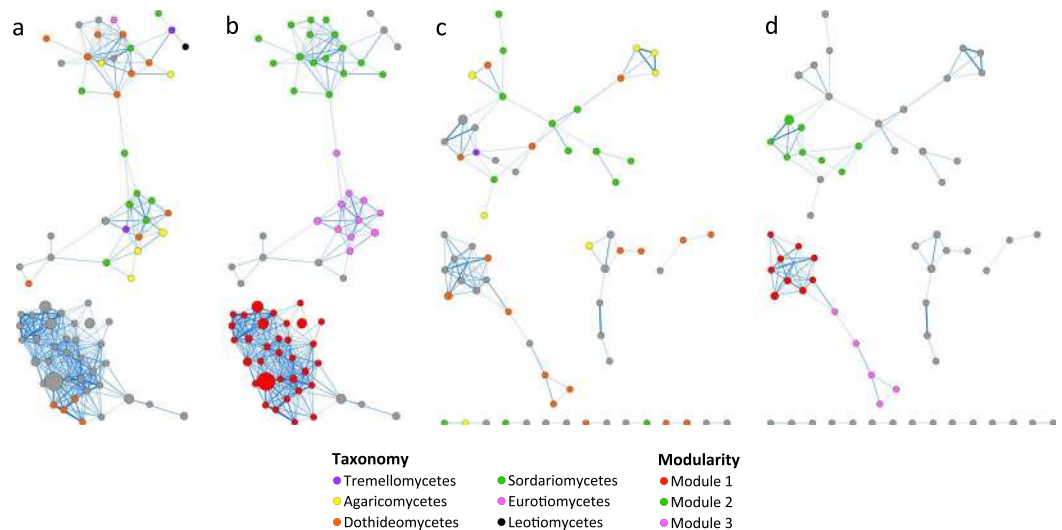 a b c d
Taxonomy Modularity
Tremellomycetes Sordariomycetes Module 1
Agaricomycetes Eurotiomycetes Module 2
Dothideomycetes Leotiomycetes Module 3